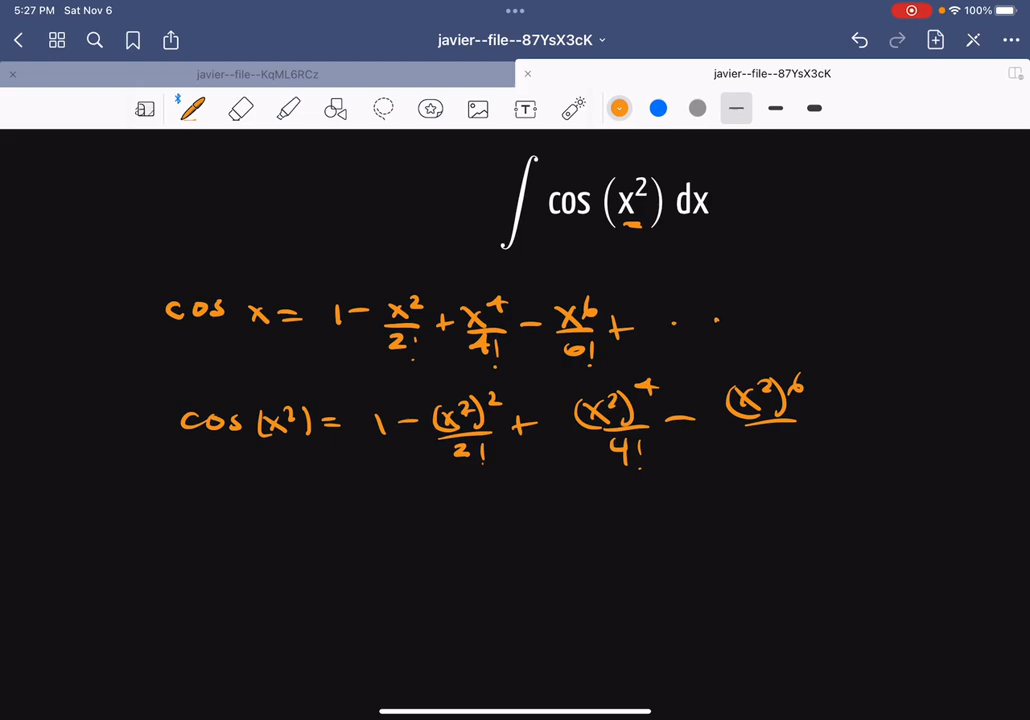 5:27 PM Sat Nov 6 100%
javier--file--87YsX3cK
javier--file--KqML6RCz javier--file--87YsX3cK
∫ cos (x²) dx
cos x = 1 - x²/2! + x⁴/4! - x⁶/6! + . .
cos (x²) = 1 - (x²)²/2! + (x²)⁴/4! - (x²)⁶/